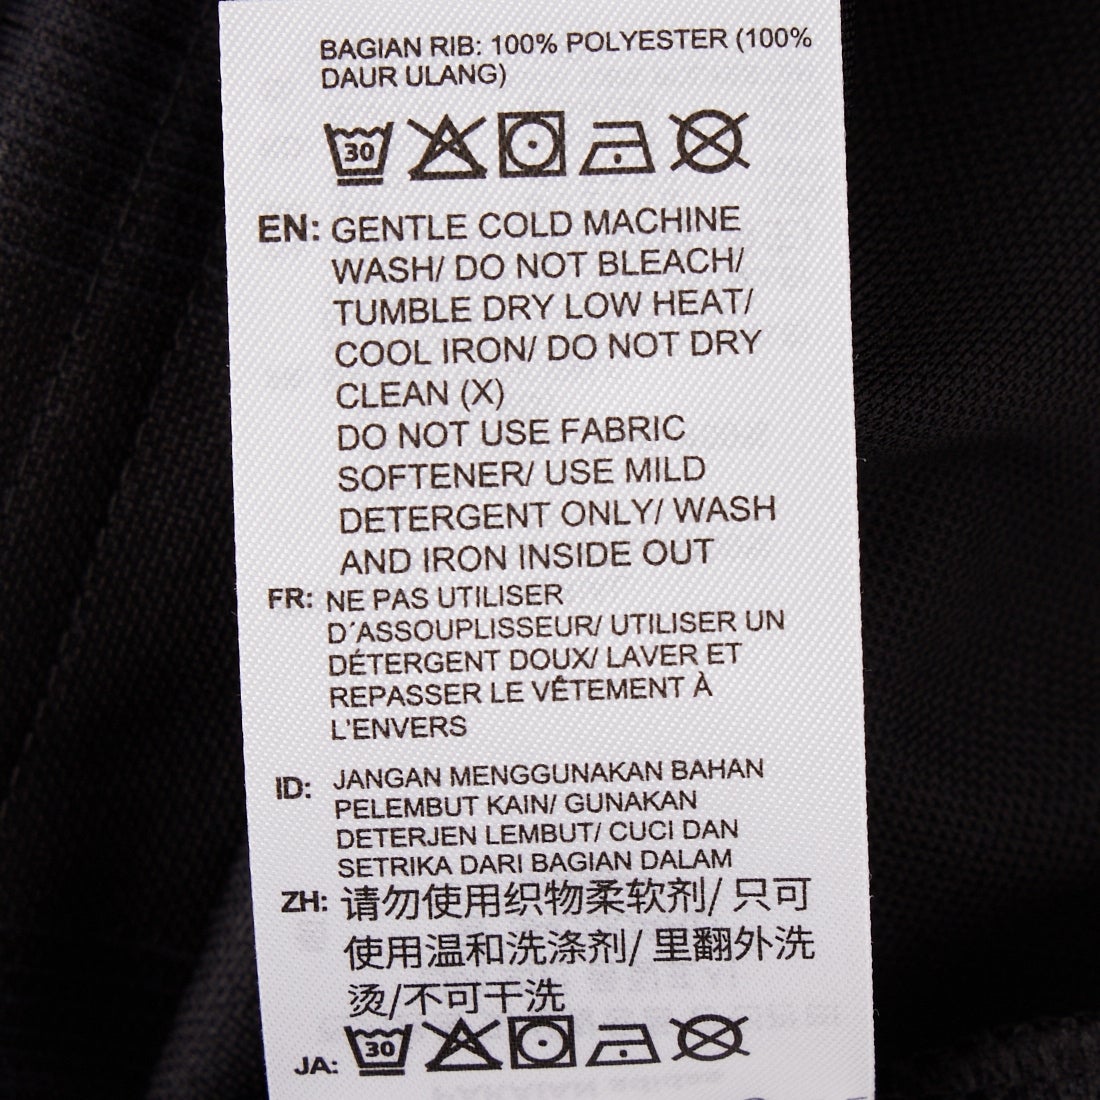 BAGIAN RIB: 100% POLYESTER (100%
DAUR ULANG)
30
EN: GENTLE COLD MACHINE
WASH/ DO NOT BLEACH/
TUMBLE DRY LOW HEAT/
COOL IRON/ DO NOT DRY
CLEAN (X)
DO NOT USE FABRIC
SOFTENER/ USE MILD
DETERGENT ONLY/ WASH
AND IRON INSIDE OUT
FR: NE PAS UTILISER
D´ASSOUPLISSEUR/ UTILISER UN
DÉTERGENT DOUX/ LAVER ET
REPASSER LE VÊTEMENT À
L'ENVERS
ID: JANGAN MENGGUNAKAN BAHAN
PELEMBUT KAIN/ GUNAKAN
DETERJEN LEMBUT/ CUCI DAN
SETRIKA DARI BAGIAN DALAM
ZH: 请勿使用织物柔软剂/ 只可
使用温和洗涤剂/ 里翻外洗
烫/不可干洗
JA: 30